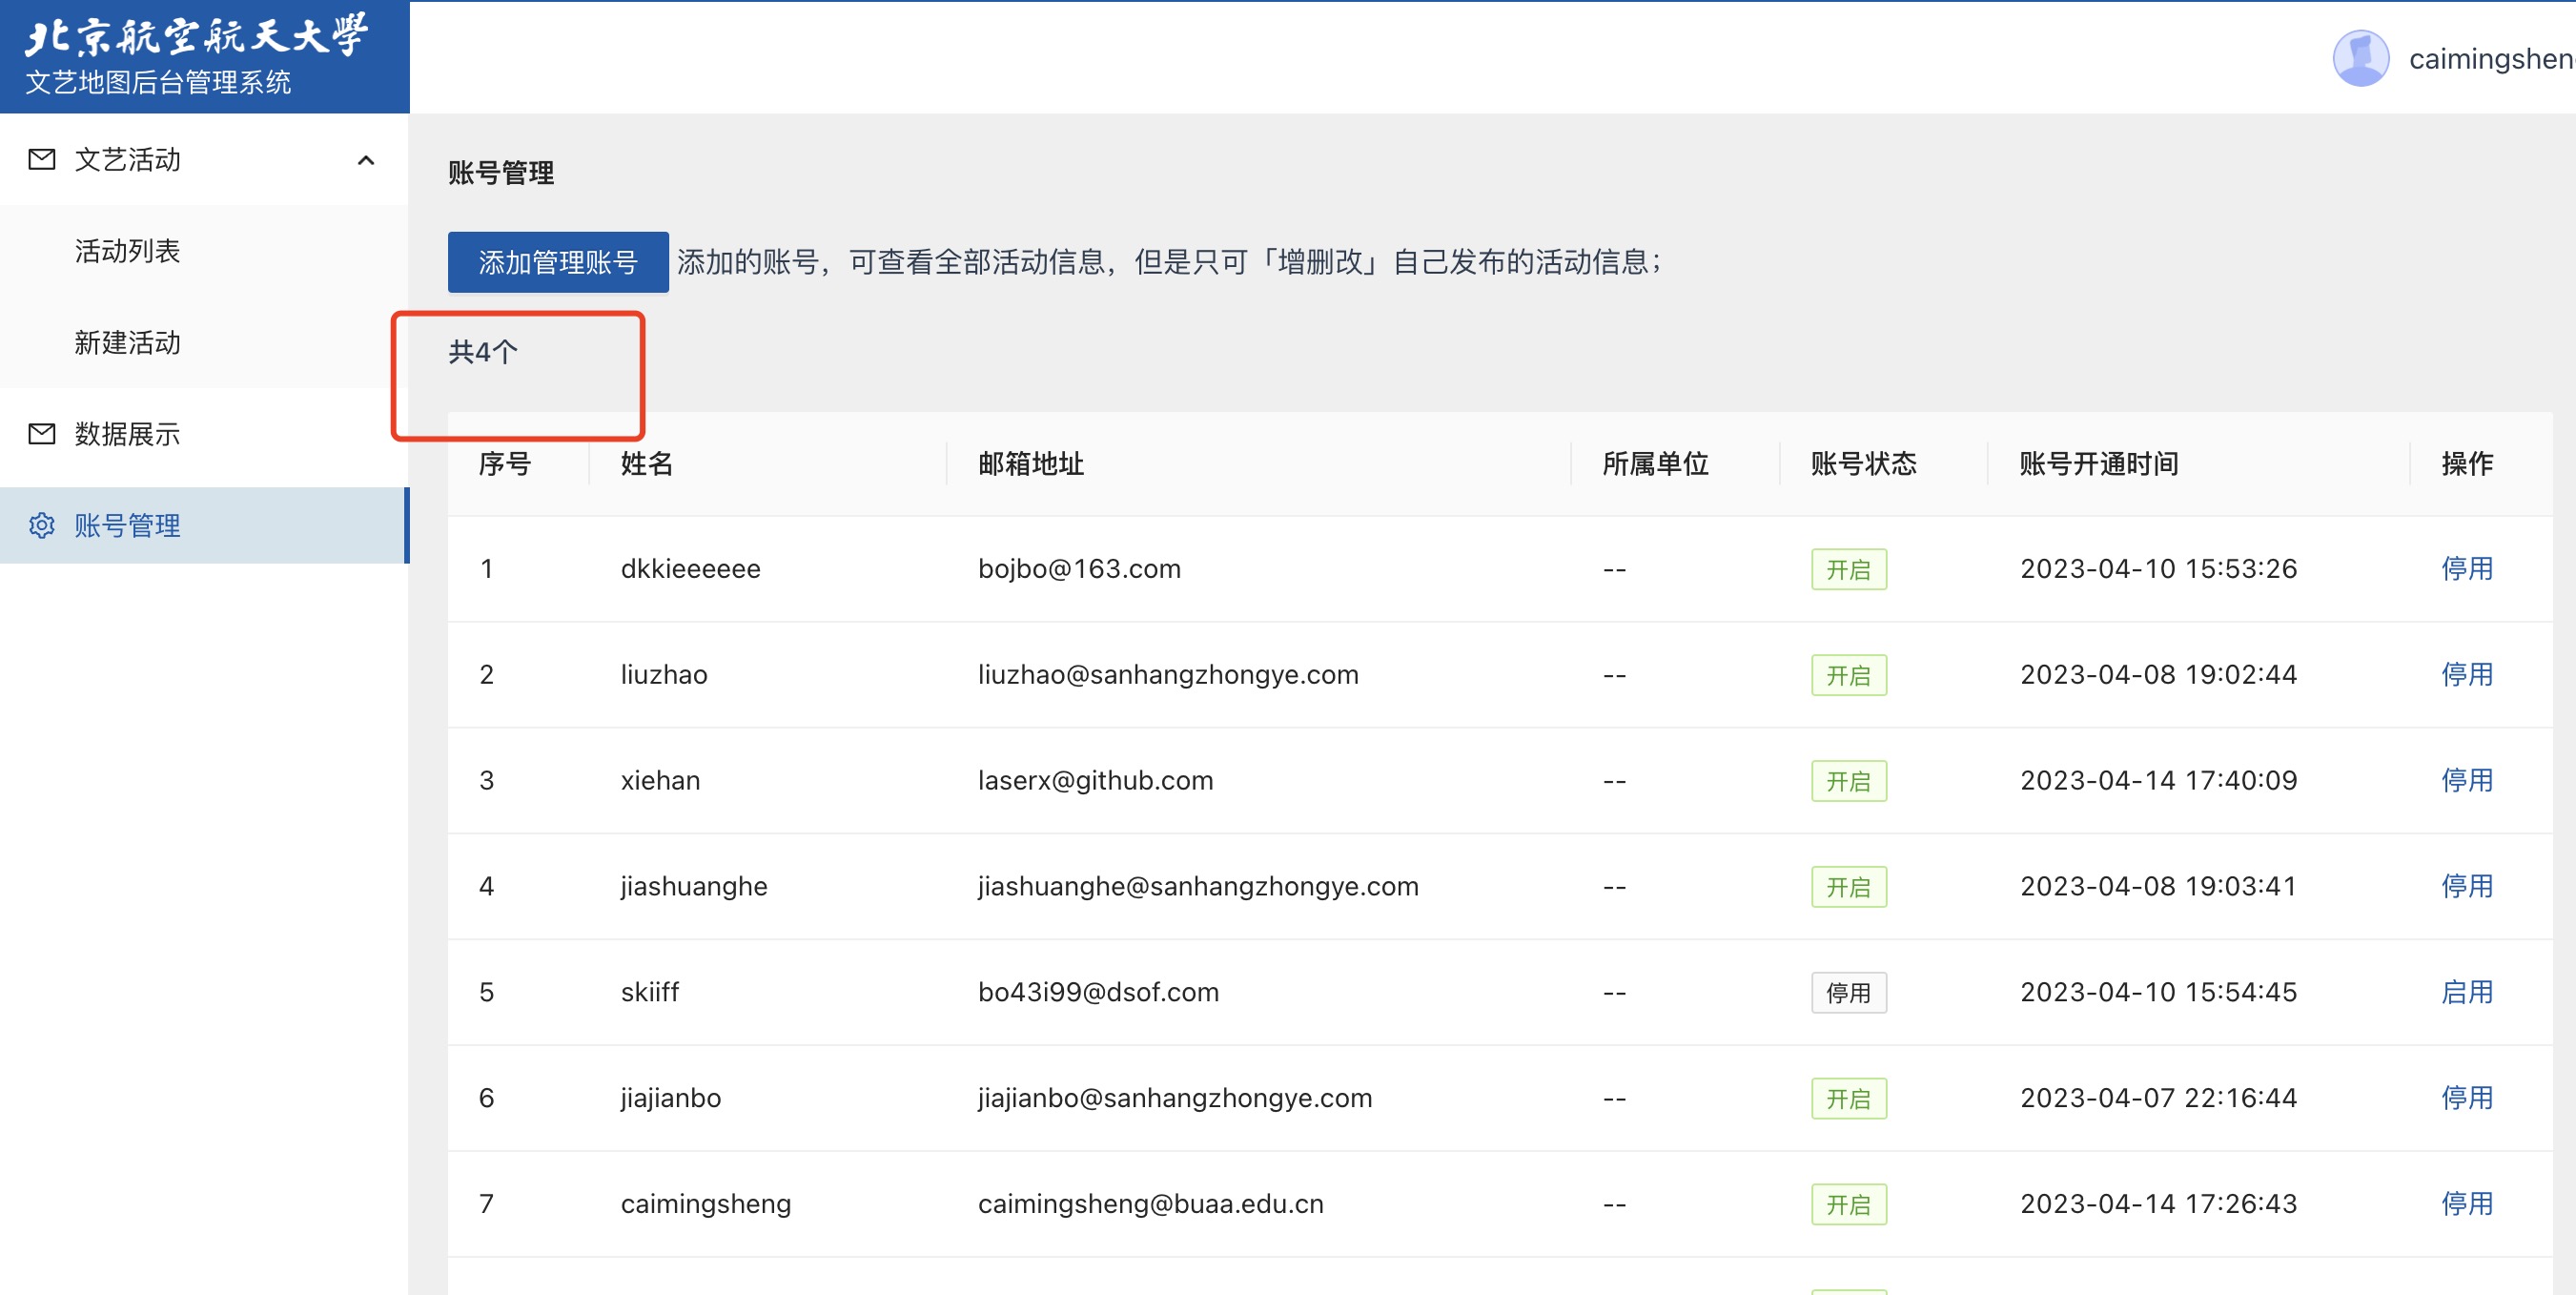 北京航空航天大學
文艺地图后台管理系统
caimingshen
文艺活动
活动列表
新建活动
数据展示
账号管理
账号管理
添加管理账号 添加的账号，可查看全部活动信息，但是只可「增删改」自己发布的活动信息；
共4个
序号 姓名 邮箱地址 所属单位 账号状态 账号开通时间 操作
1 dkkieeeeee bojbo@163.com -- 开启 2023-04-10 15:53:26 停用
2 liuzhao liuzhao@sanhangzhongye.com -- 开启 2023-04-08 19:02:44 停用
3 xiehan laserx@github.com -- 开启 2023-04-14 17:40:09 停用
4 jiashuanghe jiashuanghe@sanhangzhongye.com -- 开启 2023-04-08 19:03:41 停用
5 skiiff bo43i99@dsof.com -- 停用 2023-04-10 15:54:45 启用
6 jiajianbo jiajianbo@sanhangzhongye.com -- 开启 2023-04-07 22:16:44 停用
7 caimingsheng caimingsheng@buaa.edu.cn -- 开启 2023-04-14 17:26:43 停用